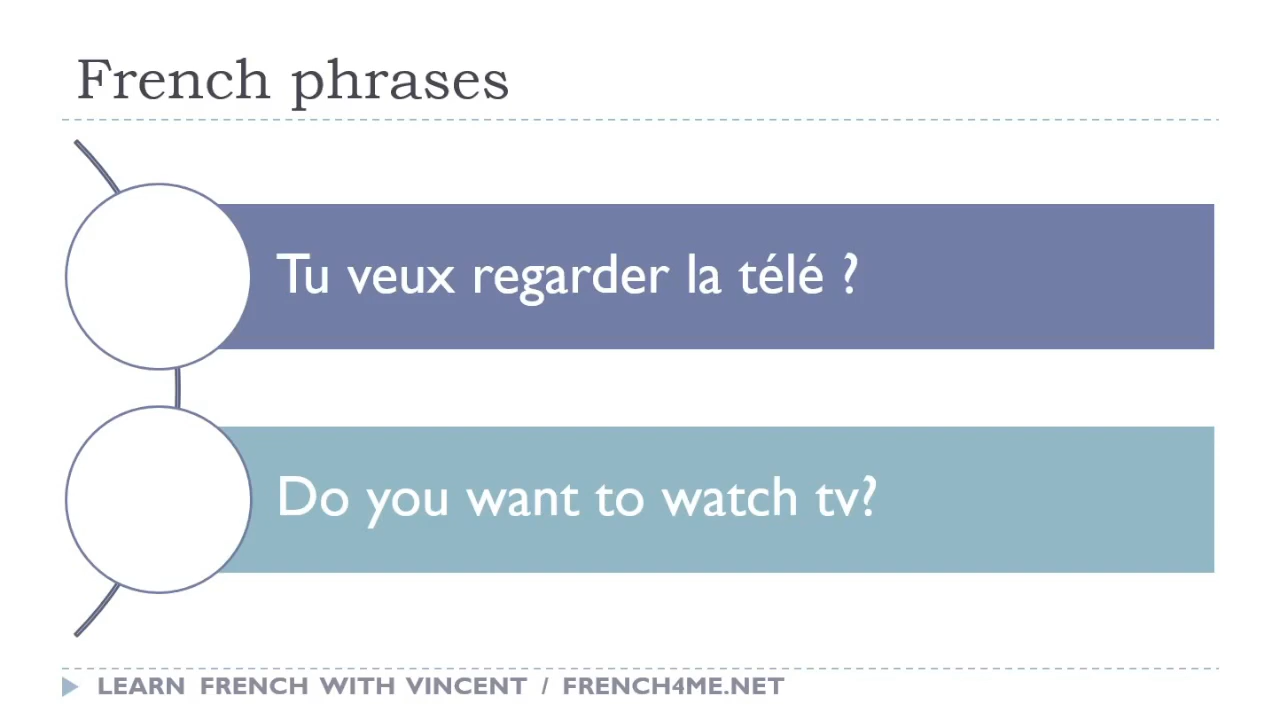 French phrases
Tu veux regarder la télé ?
Do you want to watch tv?
LEARN FRENCH WITH VINCENT / FRENCH4ME.NET